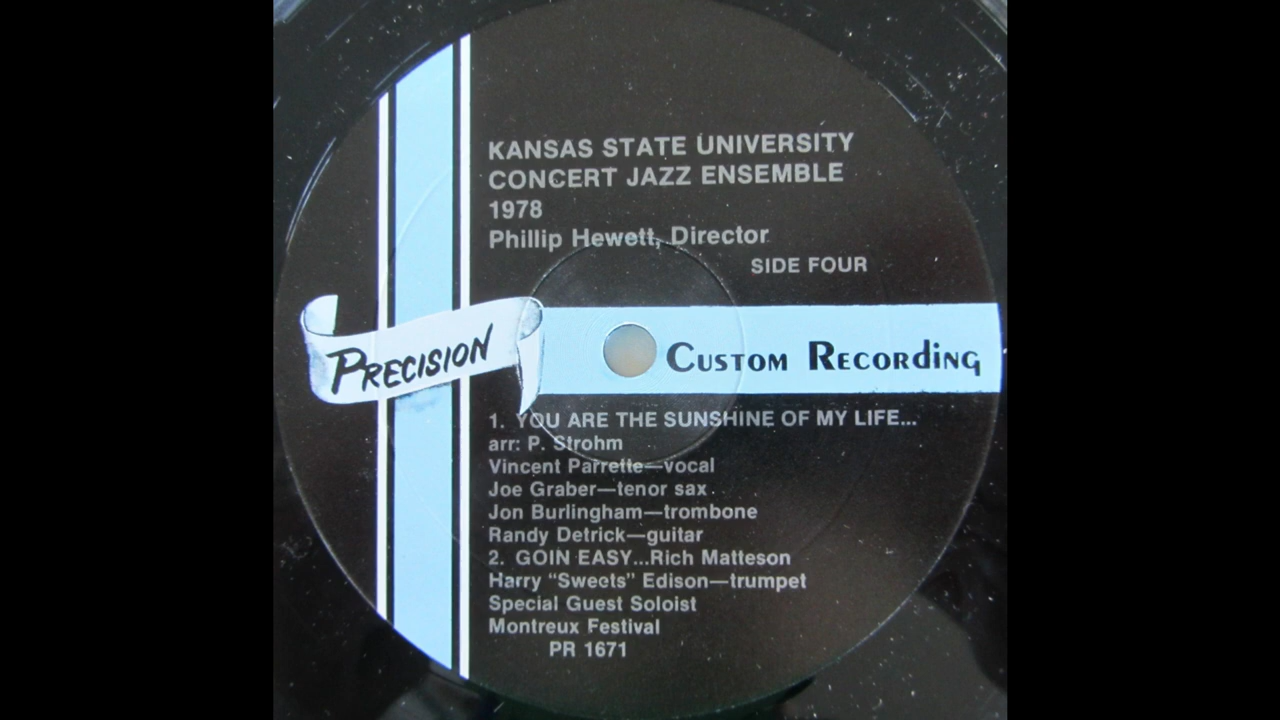 KANSAS STATE UNIVERSITY
CONCERT JAZZ ENSEMBLE
1978
Phillip Hewett, Director
SIDE FOUR
PRECISION
CUSTOM RECORDING
1. YOU ARE THE SUNSHINE OF MY LIFE...
arr: P. Strohm
Vincent Parrette—vocal
Joe Graber—tenor sax
Jon Burlingham—trombone
Randy Detrick—guitar
2. GOIN EASY...Rich Matteson
Harry “Sweets” Edison—trumpet
Special Guest Soloist
Montreux Festival
PR 1671